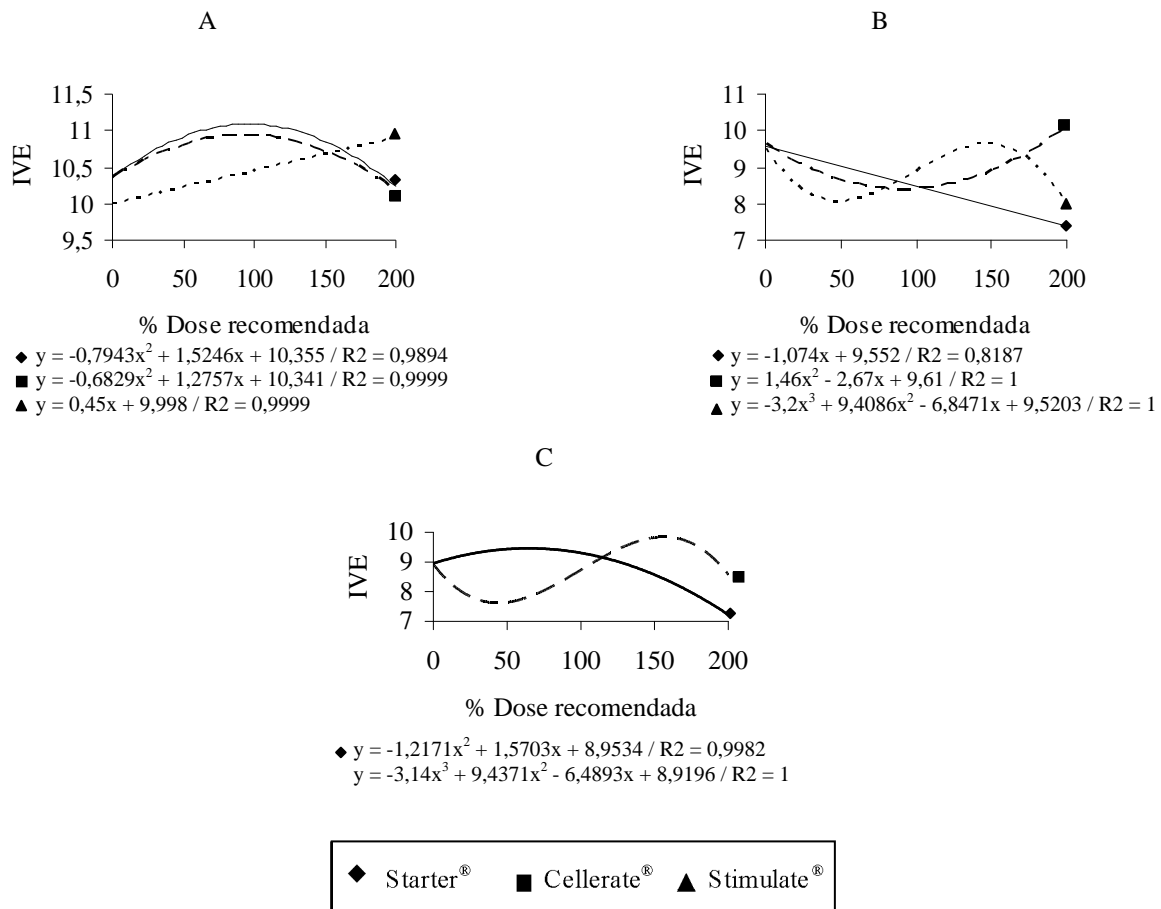 A
11,5
11
10,5
10
9,5
IVE
0 50 100 150 200
% Dose recomendada
◆ y = -0,7943x² + 1,5246x + 10,355 / R2 = 0,9894
■ y = -0,6829x² + 1,2757x + 10,341 / R2 = 0,9999
▲ y = 0,45x + 9,998 / R2 = 0,9999
B
11
10
9
8
7
IVE
0 50 100 150 200
% Dose recomendada
◆ y = -1,074x + 9,552 / R2 = 0,8187
■ y = 1,46x² - 2,67x + 9,61 / R2 = 1
▲ y = -3,2x³ + 9,4086x² - 6,8471x + 9,5203 / R2 = 1
C
10
9
8
7
IVE
0 50 100 150 200
% Dose recomendada
◆ y = -1,2171x² + 1,5703x + 8,9534 / R2 = 0,9982
y = -3,14x³ + 9,4371x² - 6,4893x + 8,9196 / R2 = 1
◆ Starter® ■ Cellerate® ▲ Stimulate®